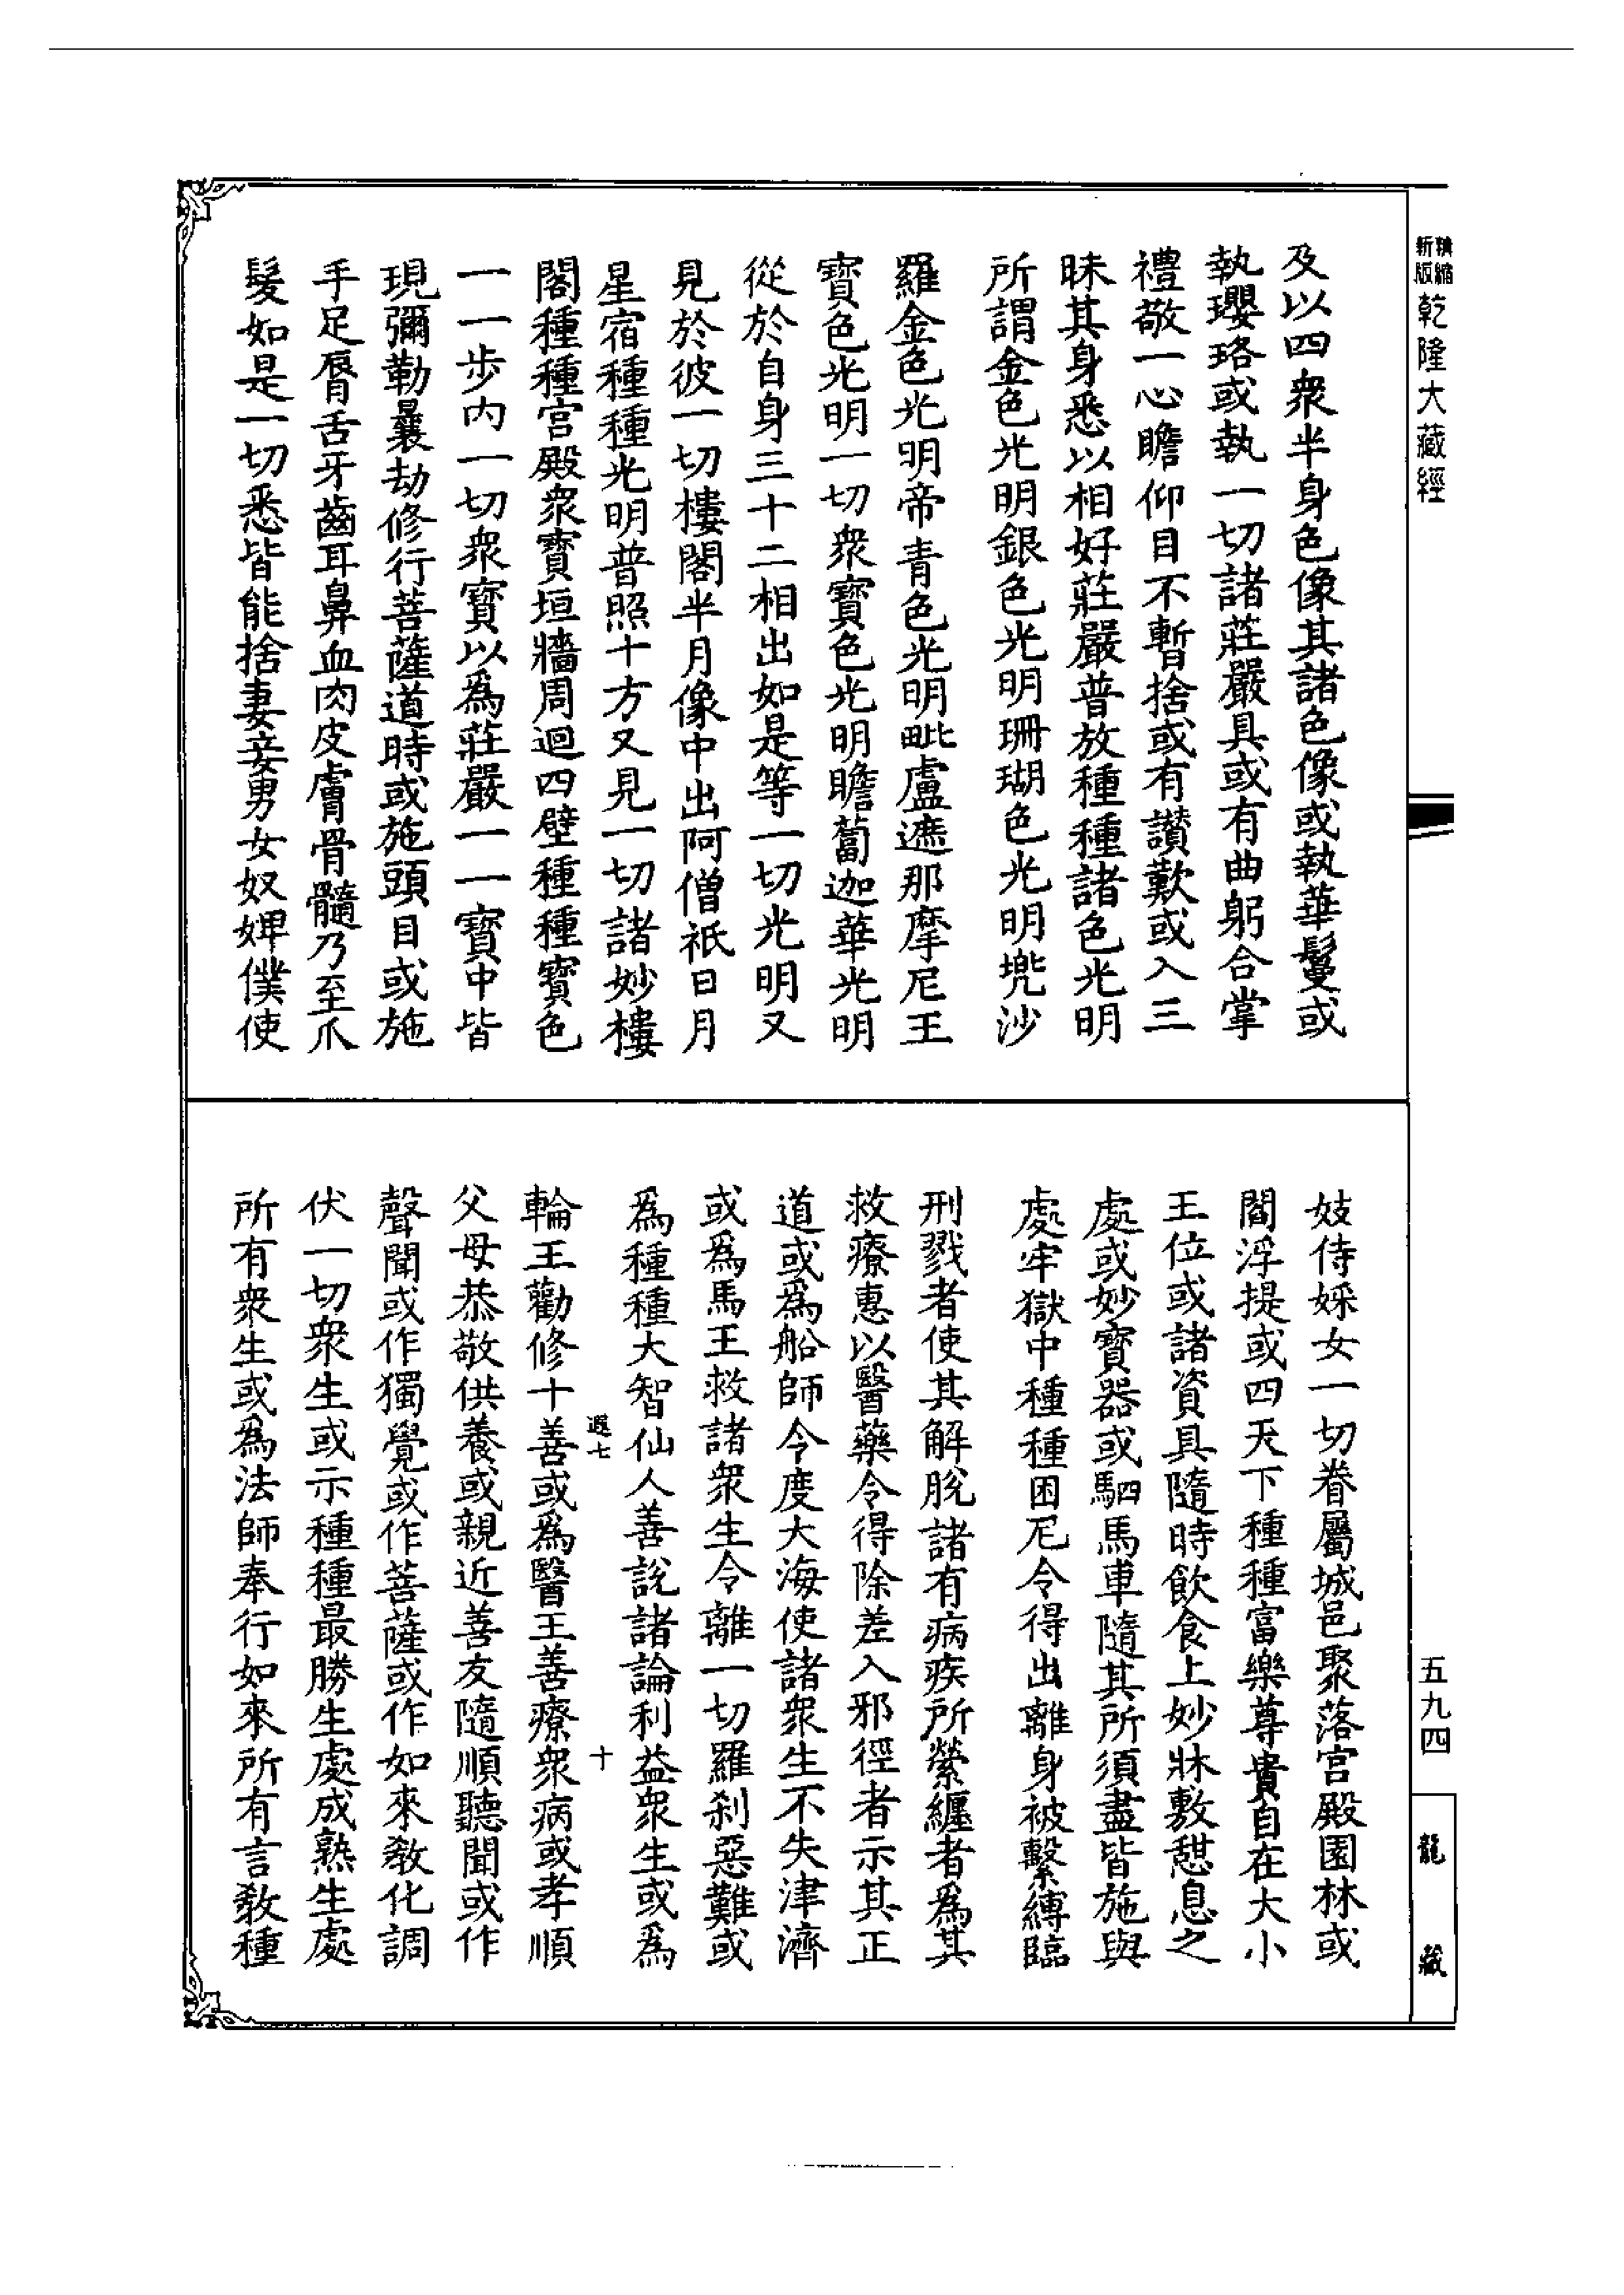 精縮
新版
乾隆大藏經
及以四衆半身色像其諸色像或執華鬘或
執瓔珞或執一切諸莊嚴具或有曲躬合掌
禮敬一心瞻仰目不暫捨或有讃歎或入三
昧其身悉以相好莊嚴普放種種諸色光明
所謂金色光明銀色光明珊瑚色光明兜沙
羅金色光明帝青色光明毗盧遮那摩尼王
寶色光明一切衆寶色光明瞻蔔迦華光明
從於自身三十二相出如是等一切光明又
見於彼一切樓閣半月像中出阿僧祇日月
星宿種種光明普照十方又見一切諸妙樓
閣種種宮殿衆寶垣牆周迴四壁種種寶色
一一步内一切衆寶以爲莊嚴一一寶中皆
現彌勒曩劫修行菩薩道時或施頭目或施
手足脣舌牙齒耳鼻血肉皮膚骨髓乃至爪
髮如是一切悉皆能捨妻妾男女奴婢僕使
妓侍婇女一切眷屬城邑聚落宮殿園林或
閻浮提或四天下種種富樂尊貴自在大小
王位或諸資具隨時飲食上妙牀敷憩息之
處或妙寶器或駟馬車隨其所須盡皆施與
處牢獄中種種困厄令得出離身被繫縛臨
刑戮者使其解脫諸有病疾所縈纏者爲其
救療惠以醫藥令得除差入邪徑者示其正
道或爲船師令度大海使諸衆生不失津濟
或爲馬王救諸衆生令離一切羅刹惡難或
爲種種大智仙人善說諸論利益衆生或爲
遐七 十
輪王勸修十善或爲醫王善療衆病或孝順
父母恭敬供養或親近善友隨順聽聞或作
聲聞或作獨覺或作菩薩或作如來教化調
伏一切衆生或示種種最勝生處成熟生處
所有衆生或爲法師奉行如來所有言教種
五九四
龍藏